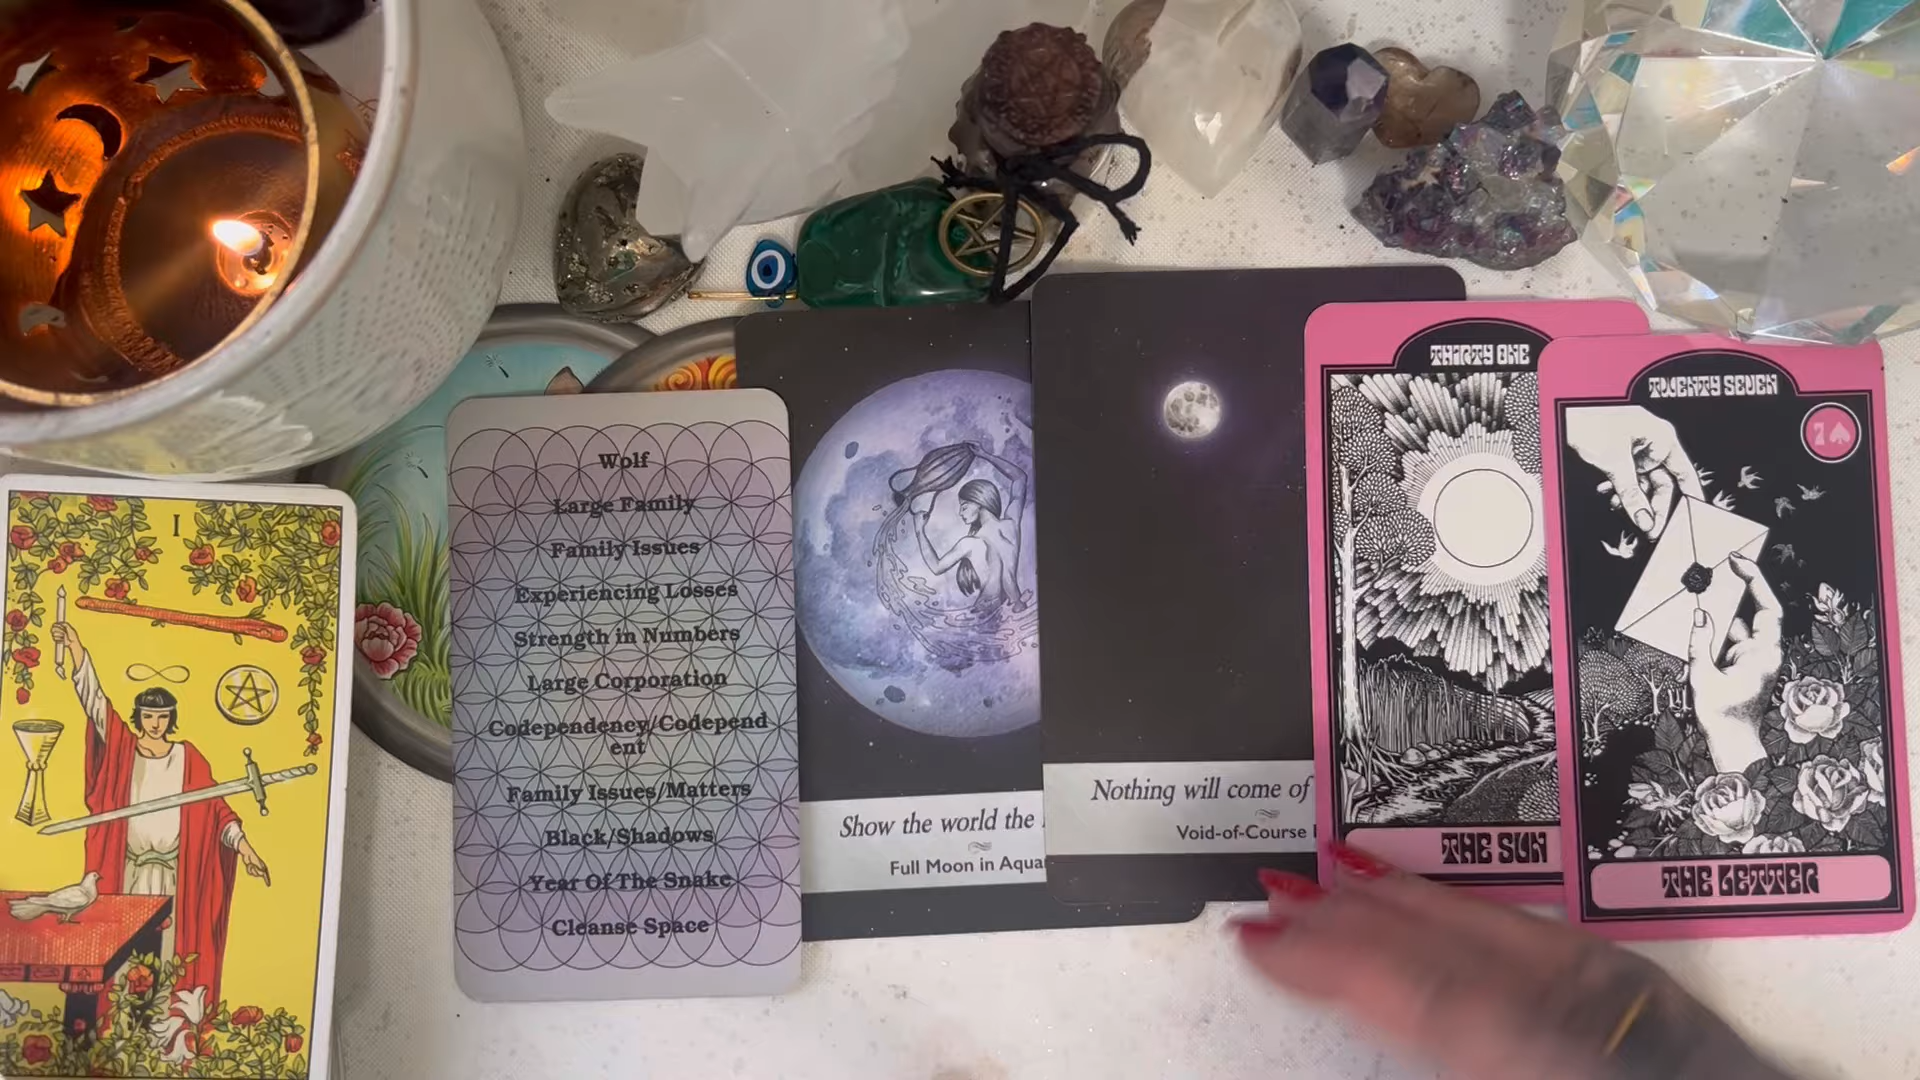 I
Wolf
Large Family
Family Issues
Experiencing Losses
Strength in Numbers
Large Corporation
Codependency/Codepend
ent
Family Issues/Matters
Black/Shadows
Year Of The Snake
Cleanse Space
Show the world the
Full Moon in Aqua
Nothing will come of
Void-of-Course
THIRTY ONE
THE SUN
TWENTY SEVEN
7♠
THE LETTER